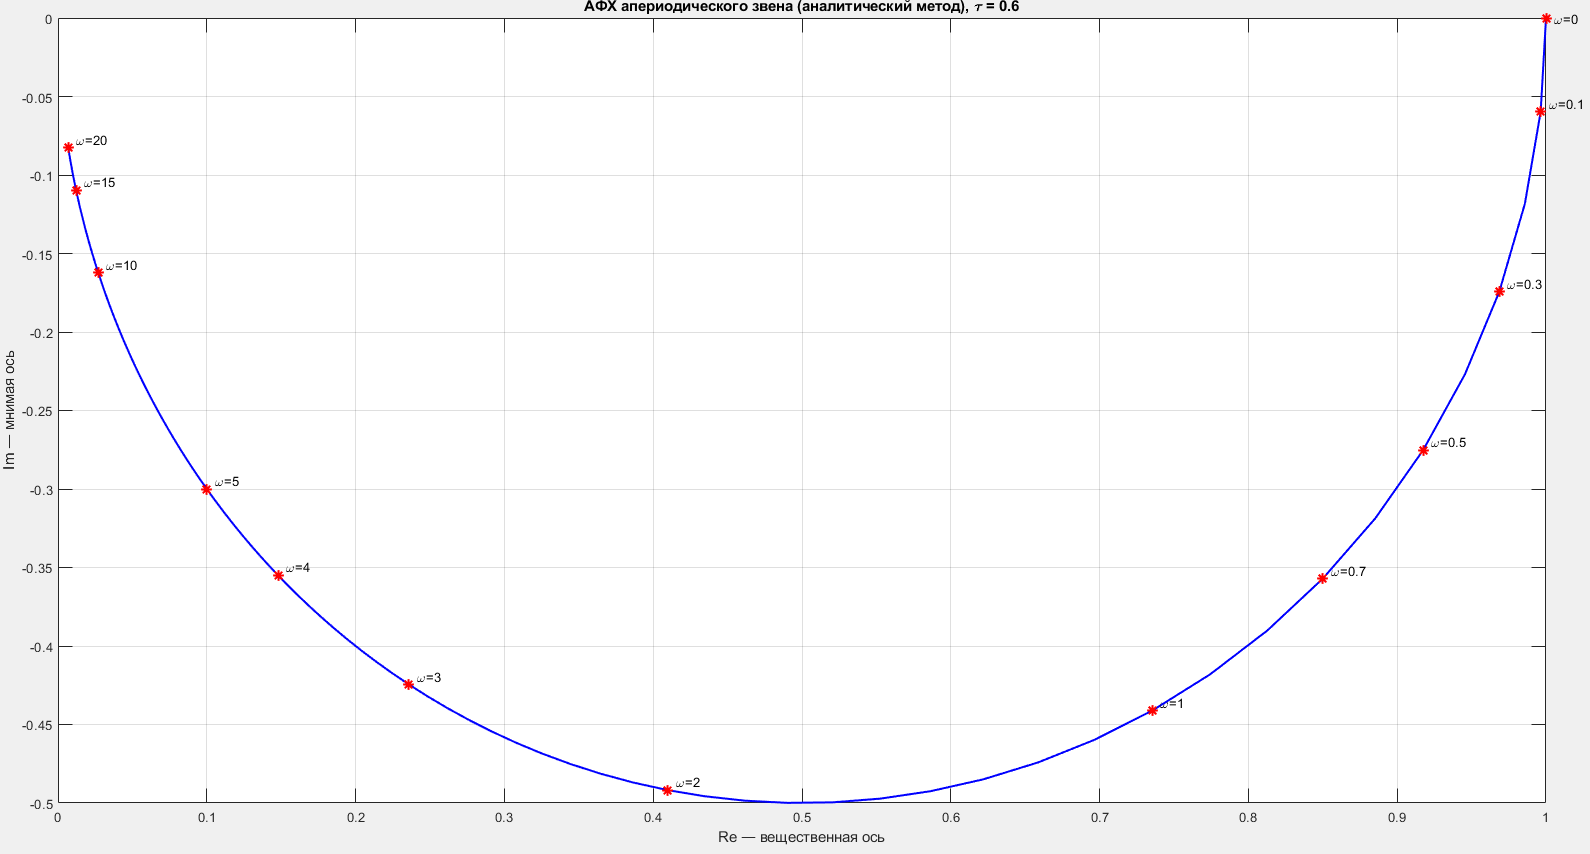 АФХ апериодического звена (аналитический метод), τ = 0.6
0
-0.05
-0.1
-0.15
-0.2
-0.25
-0.3
-0.35
-0.4
-0.45
-0.5
Im — мнимая ось
ω=0
ω=0.1
ω=0.3
ω=0.5
ω=0.7
ω=1
ω=2
ω=3
ω=4
ω=5
ω=10
ω=15
ω=20
0 0.1 0.2 0.3 0.4 0.5 0.6 0.7 0.8 0.9 1
Re — вещественная ось